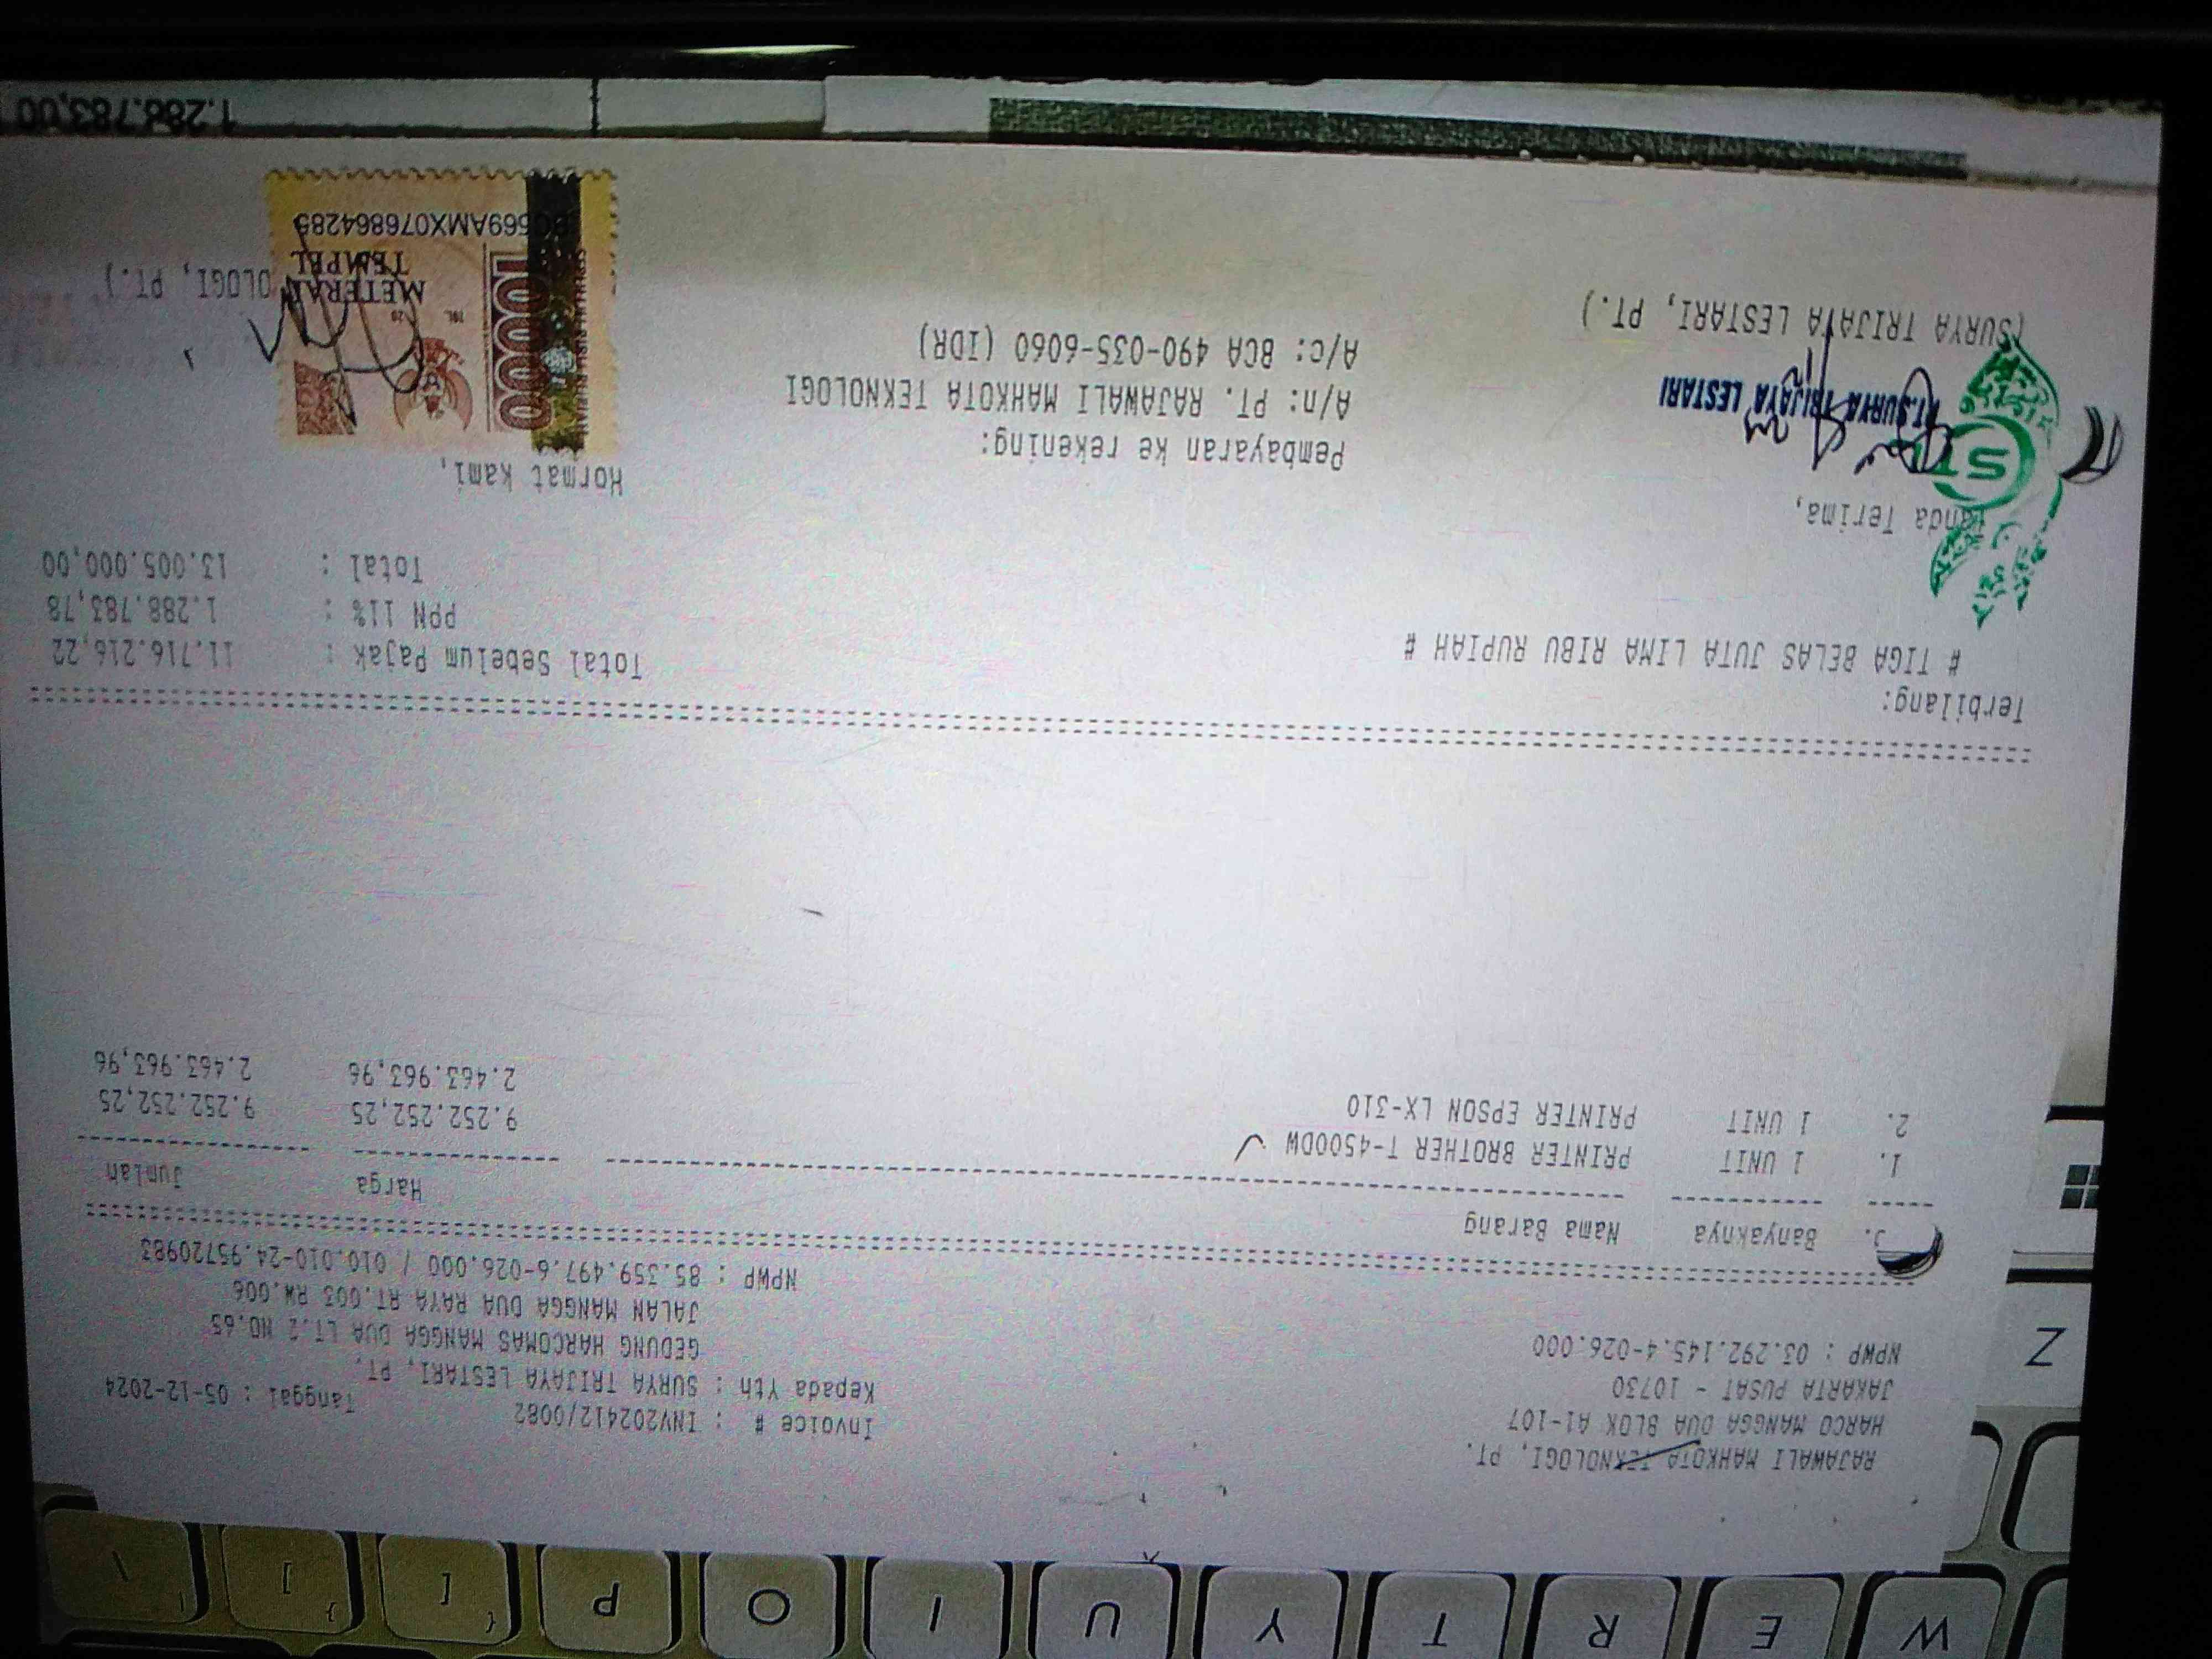 RAJAWALI MAHKOTA TEKNOLOGI, PT.
HARCO MANGGA DUA BLOK A1-107
JAKARTA PUSAT - 10730
NPWP : 03.292.145.4-026.000
Invoice # : INV202412/0082 Tanggal : 05-12-2024
Kepada Yth : SURYA TRIJAYA LESTARI, PT.
GEDUNG HARCOMAS MANGGA DUA LT.2 NO.65
JALAN MANGGA DUA RAYA RT.003 RW.006
NPWP : 85.359.497.6-026.000 / 010.010-24.95720983
Banyaknya Nama Barang Harga Jumlah
1. 1 UNIT PRINTER BROTHER T-4500DW 9.252.252,25 9.252.252,25
2. 1 UNIT PRINTER EPSON LX-310 2.463.963,96 2.463.963,96
Terbilang:
# TIGA BELAS JUTA LIMA RIBU RUPIAH #
Total Sebelum Pajak : 11.716.216,22
PPN 11% : 1.288.783,78
Total : 13.005.000,00
Tanda Terima,
Pembayaran ke rekening:
A/n: PT. RAJAWALI MAHKOTA TEKNOLOGI
A/c: BCA 490-035-6060 (IDR)
Hormat kami,
PT.SURYA TRIJAYA LESTARI
(SURYA TRIJAYA LESTARI, PT.)
OLOGI, PT.)
10000
METERAI
TEMPEL
569AMX076864285
W E R T Y U I O P { [ } ] | \
Z